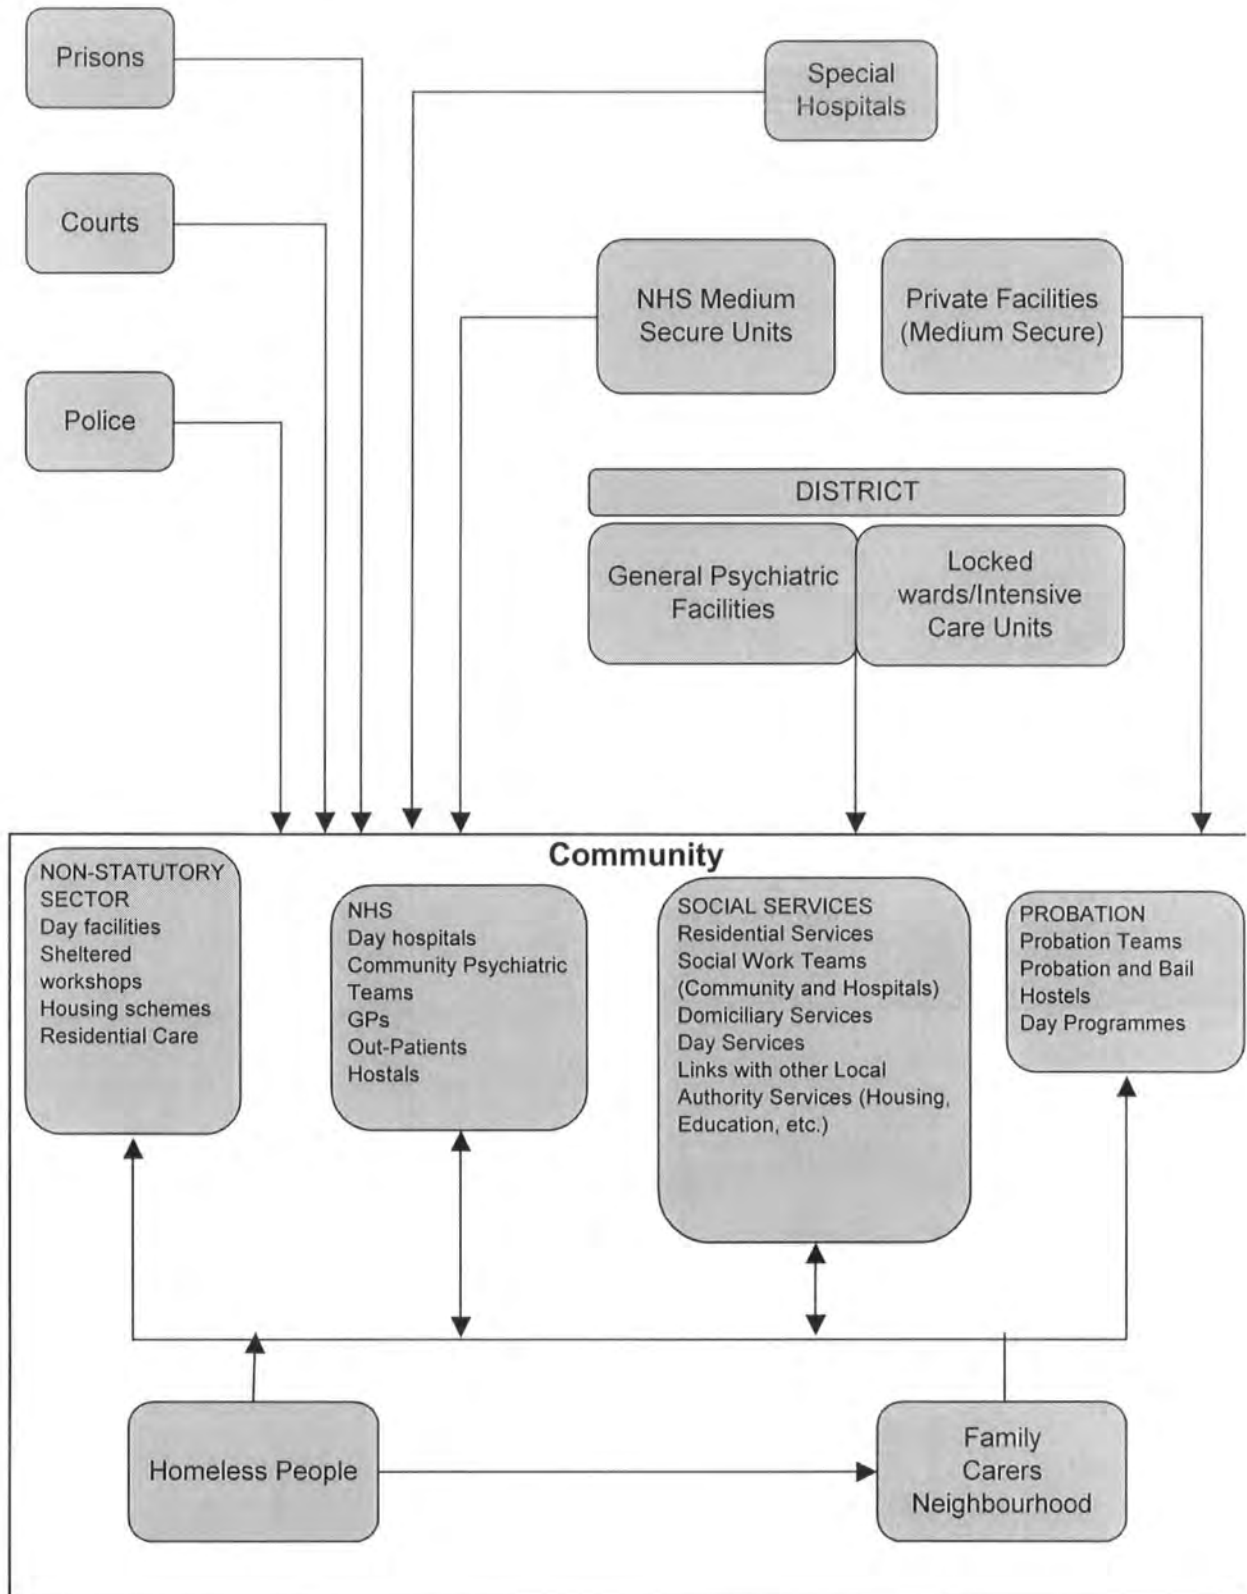 Prisons
Special
Hospitals
Courts
NHS Medium
Secure Units
Private Facilities
(Medium Secure)
Police
DISTRICT
General Psychiatric
Facilities
Locked
wards/Intensive
Care Units
Community
NON-STATUTORY
SECTOR
Day facilities
Sheltered
workshops
Housing schemes
Residential Care
NHS
Day hospitals
Community Psychiatric
Teams
GPs
Out-Patients
Hostals
SOCIAL SERVICES
Residential Services
Social Work Teams
(Community and Hospitals)
Domiciliary Services
Day Services
Links with other Local
Authority Services (Housing,
Education, etc.)
PROBATION
Probation Teams
Probation and Bail
Hostels
Day Programmes
Homeless People
Family
Carers
Neighbourhood